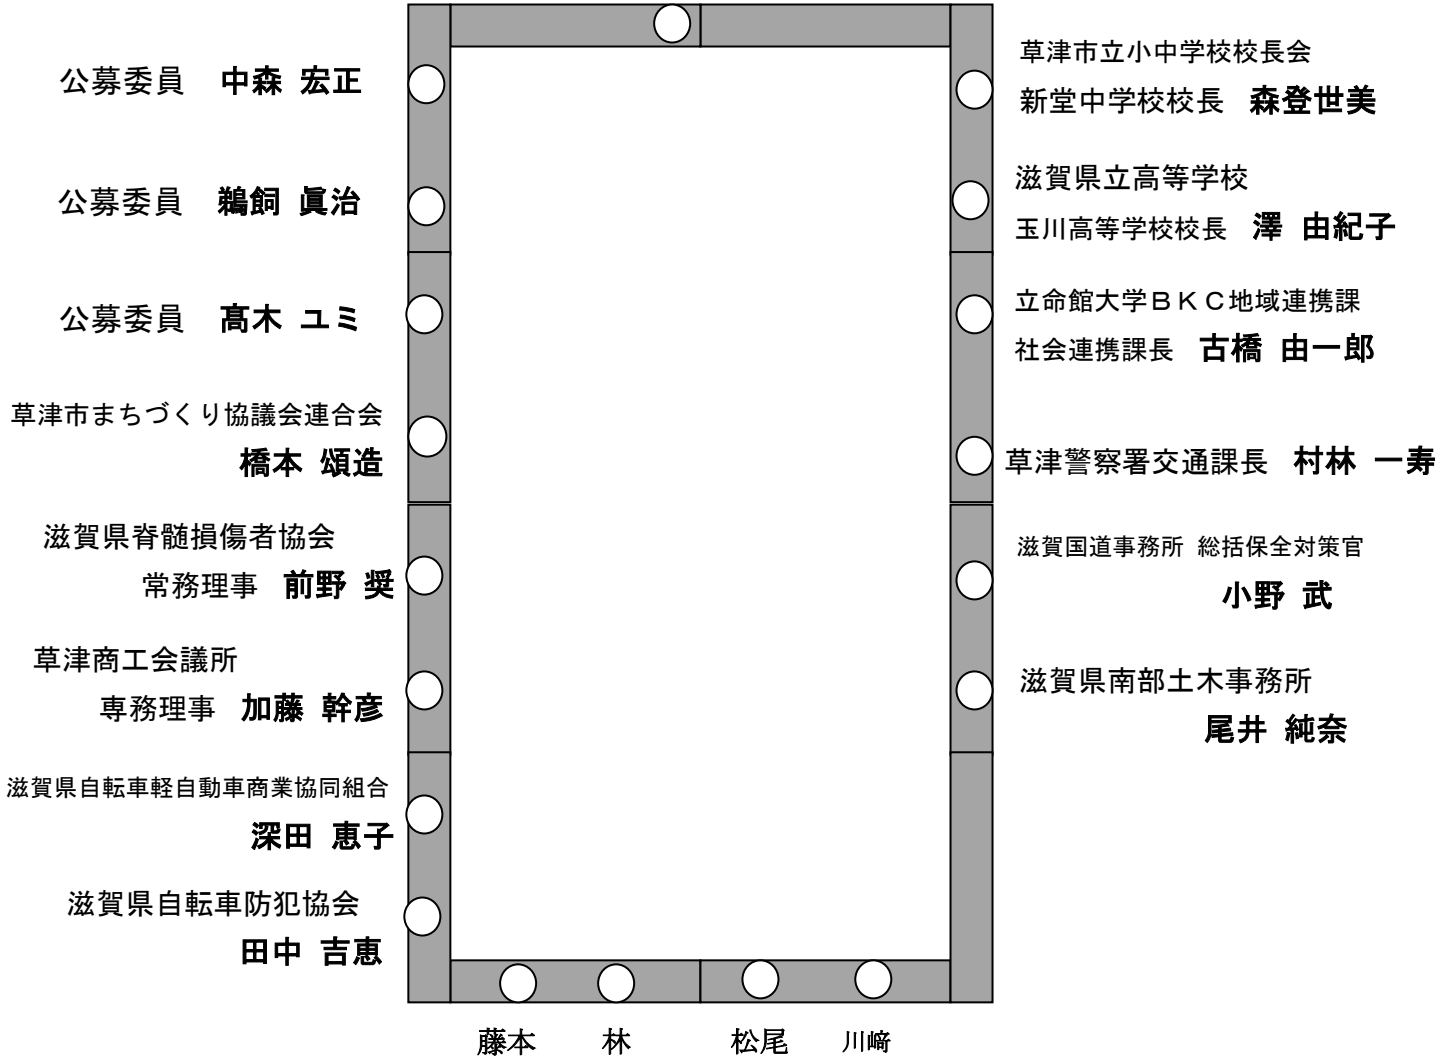 公募委員　中森 宏正
公募委員　鵜飼 眞治
公募委員　髙木 ユミ
草津市まちづくり協議会連合会
橋本 頌造
滋賀県脊髄損傷者協会
常務理事　前野 奨
草津商工会議所
専務理事　加藤 幹彦
滋賀県自転車軽自動車商業協同組合
深田 恵子
滋賀県自転車防犯協会
田中 吉恵
草津市立小中学校校長会
新堂中学校校長　森登世美
滋賀県立高等学校
玉川高等学校校長　澤 由紀子
立命館大学ＢＫＣ地域連携課
社会連携課長　古橋 由一郎
草津警察署交通課長　村林 一寿
滋賀国道事務所 総括保全対策官
小野 武
滋賀県南部土木事務所
尾井 純奈
藤本　林　松尾　川﨑